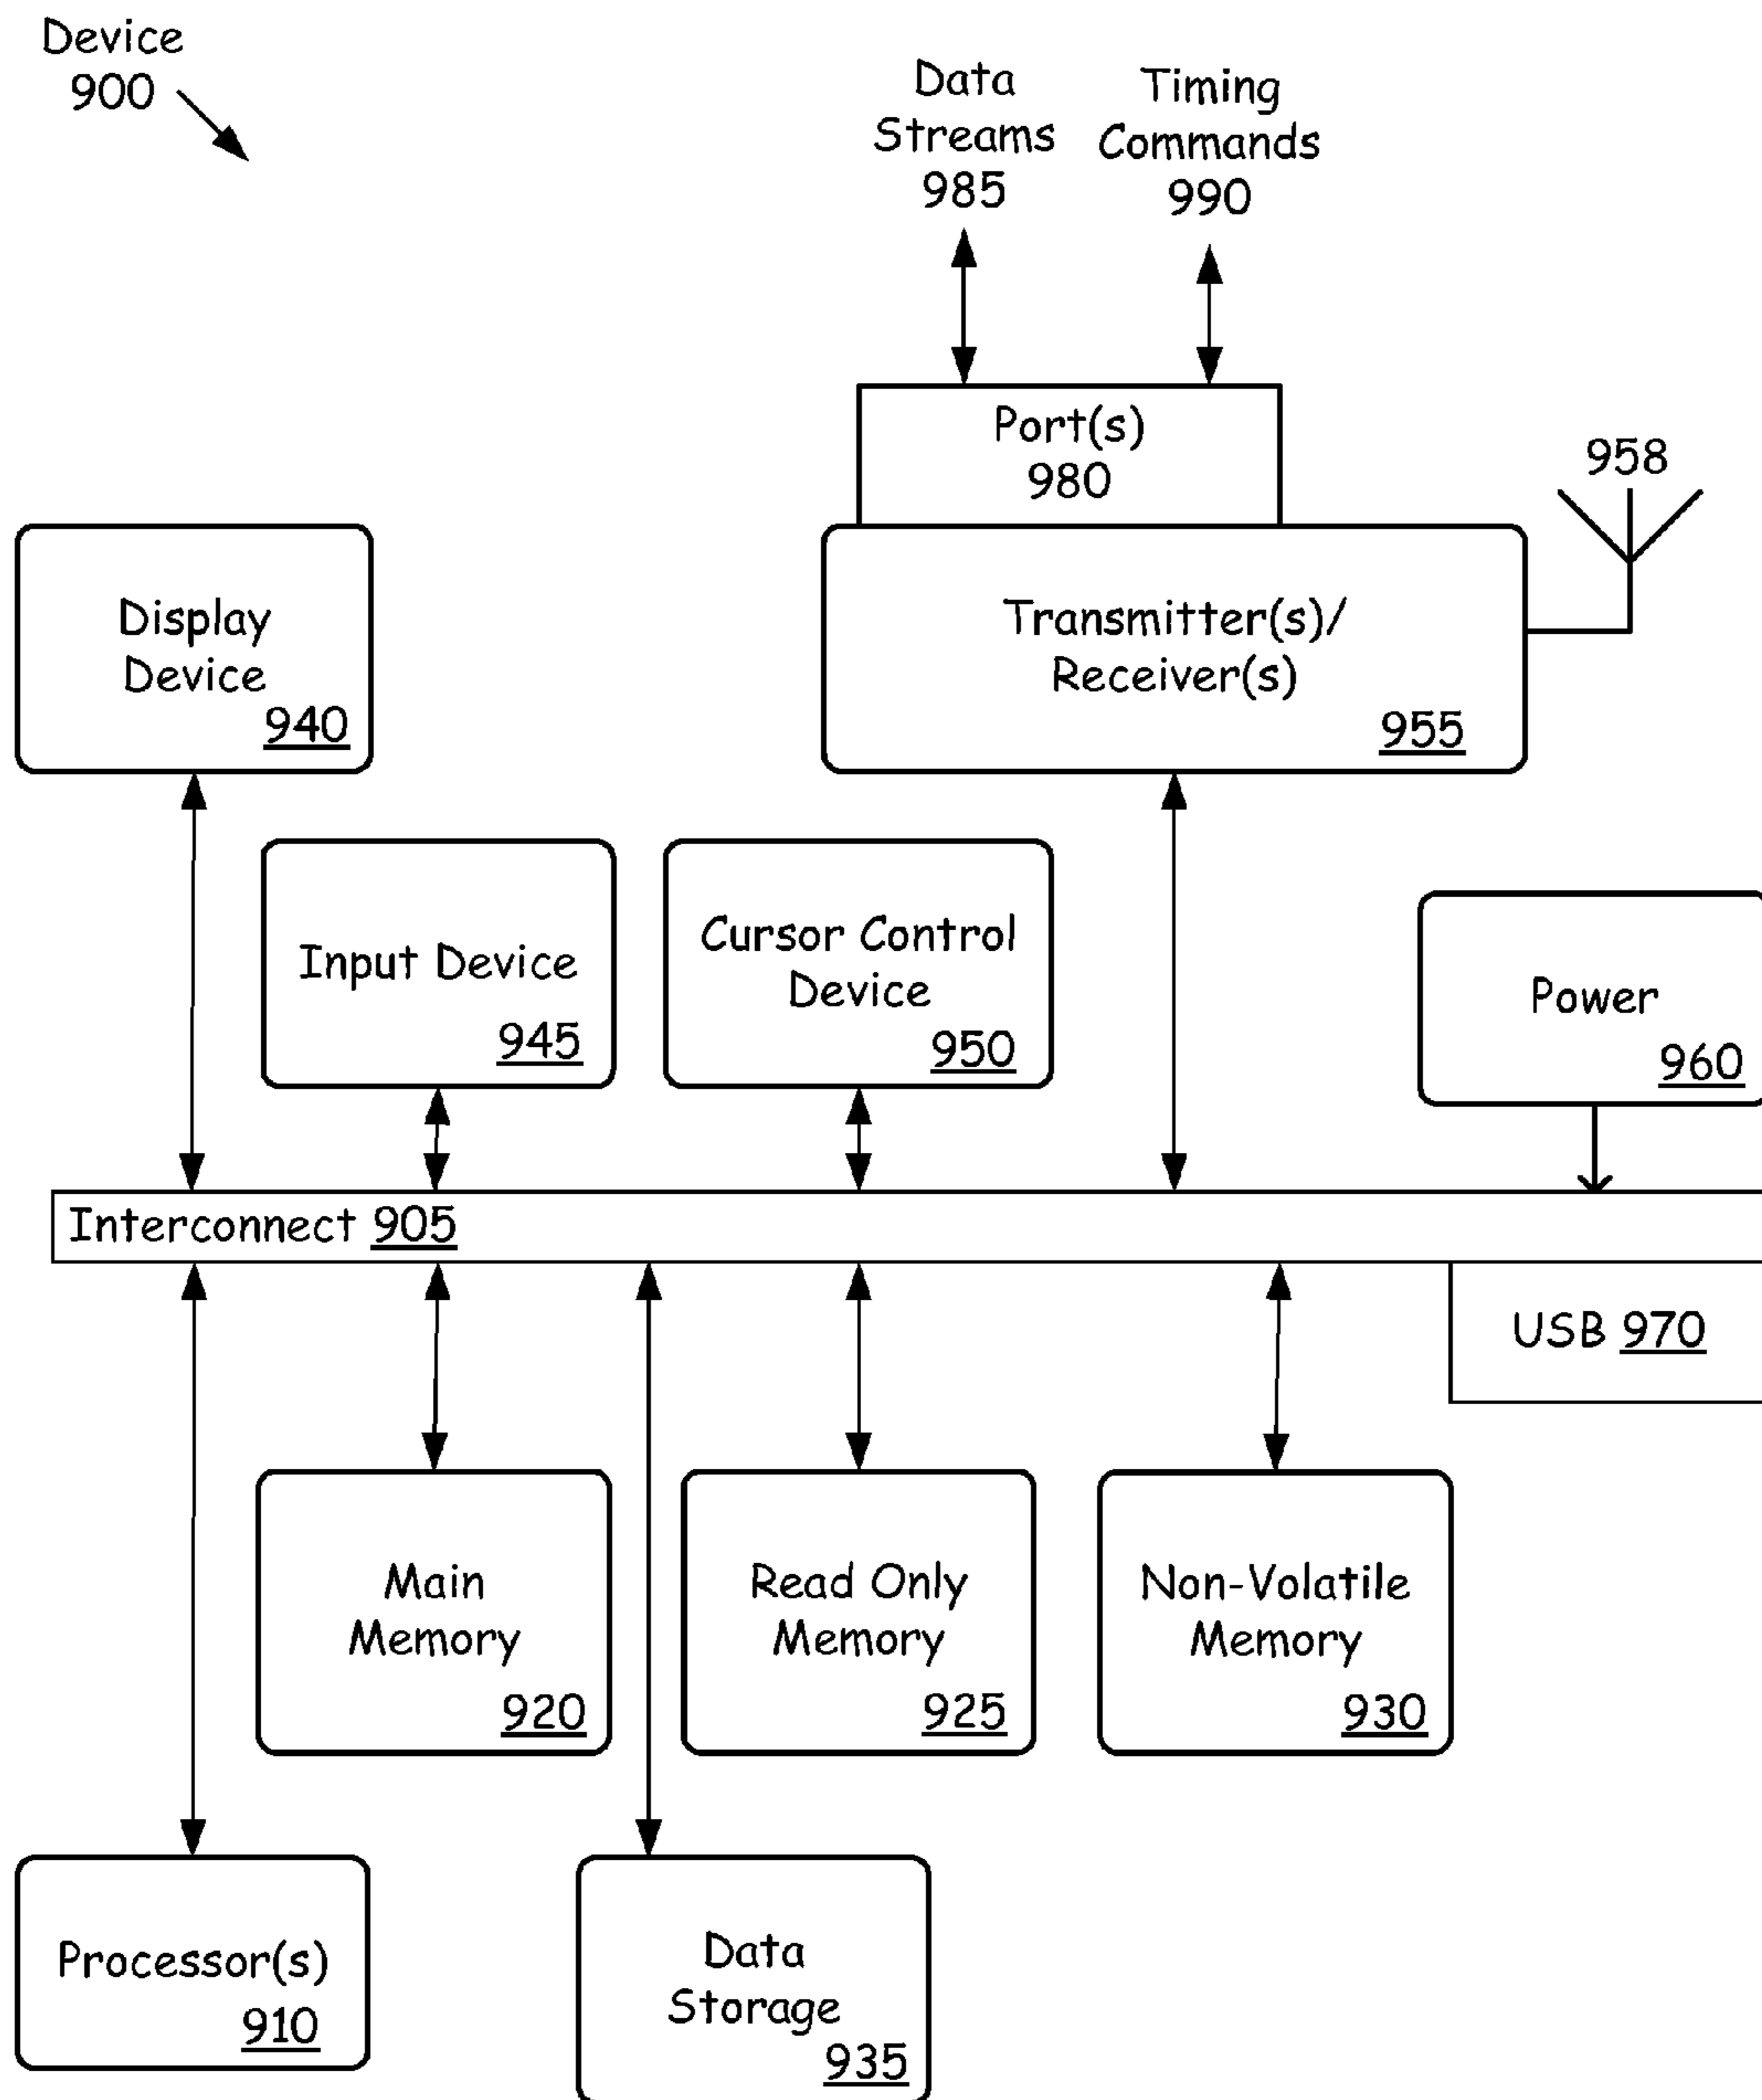 Device
900
Data
Streams
985
Timing
Commands
990
Port(s)
980
958
Display
Device
940
Transmitter(s)/
Receiver(s)
955
Input Device
945
Cursor Control
Device
950
Power
960
Interconnect 905
USB 970
Main
Memory
920
Read Only
Memory
925
Non-Volatile
Memory
930
Processor(s)
910
Data
Storage
935